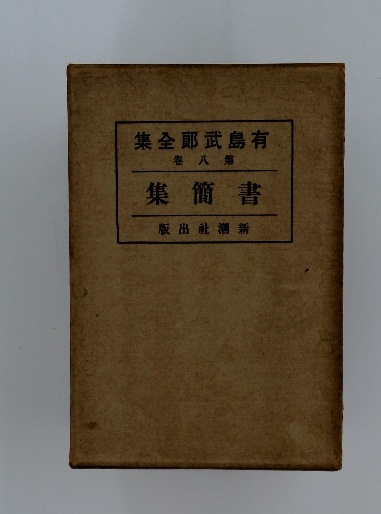 有島武郎全集
第八巻
書簡集
新潮社出版